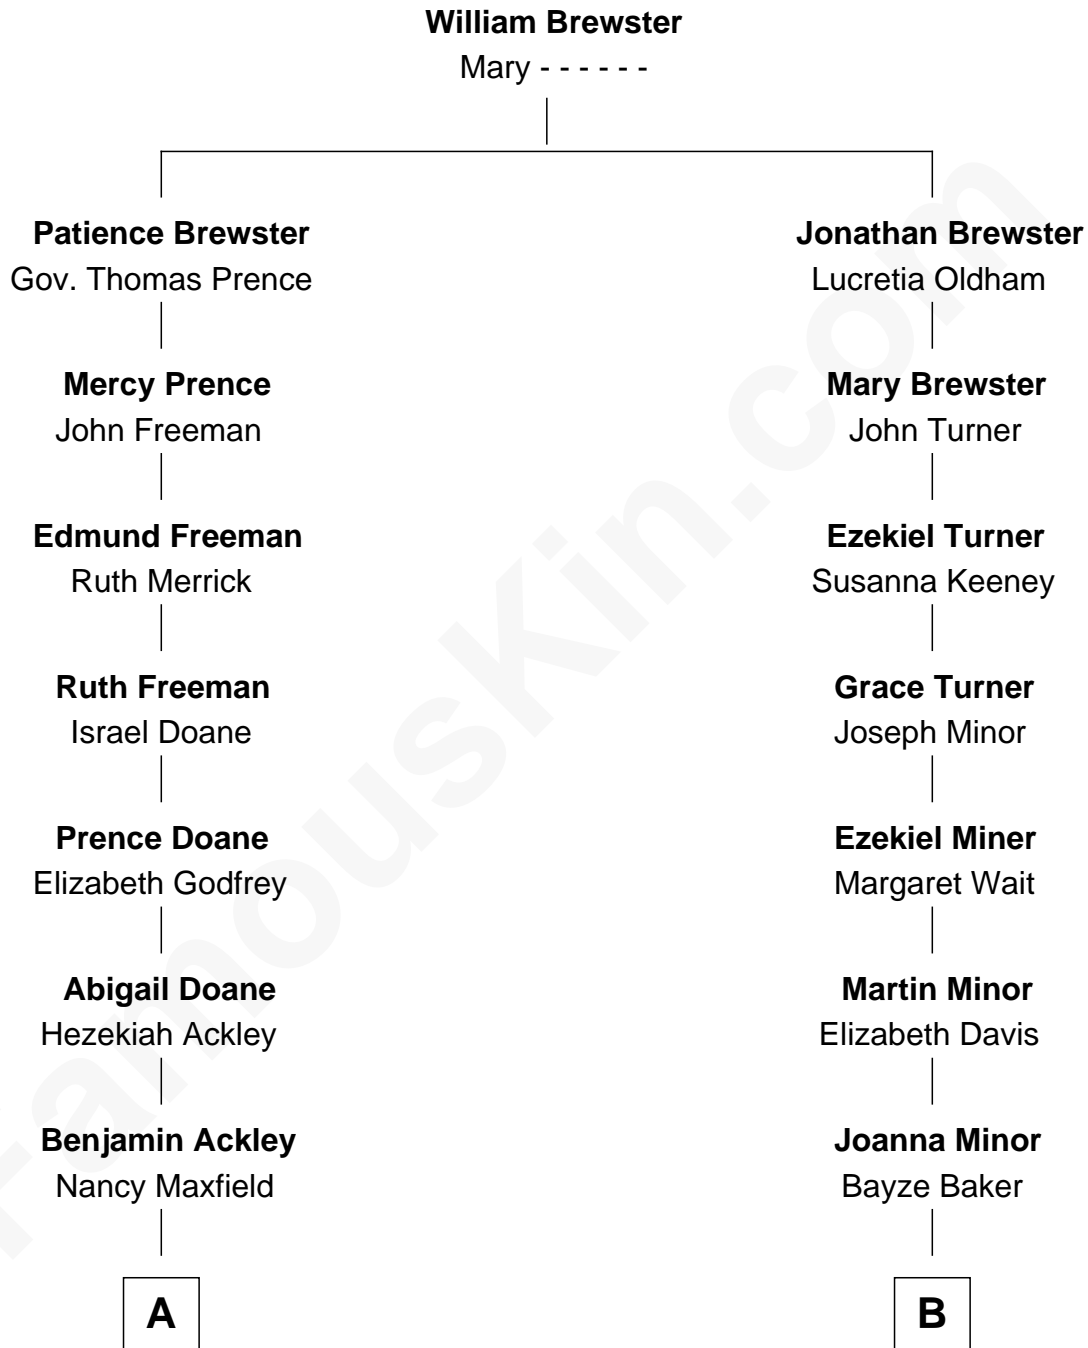 William Brewster
Mary - - - - - -
Patience Brewster
Gov. Thomas Prence
Jonathan Brewster
Lucretia Oldham
Mercy Prence
John Freeman
Mary Brewster
John Turner
Edmund Freeman
Ruth Merrick
Ezekiel Turner
Susanna Keeney
Ruth Freeman
Israel Doane
Grace Turner
Joseph Minor
Prence Doane
Elizabeth Godfrey
Ezekiel Miner
Margaret Wait
Abigail Doane
Hezekiah Ackley
Martin Minor
Elizabeth Davis
Benjamin Ackley
Nancy Maxfield
Joanna Minor
Bayze Baker
A
B
FamousKin.com